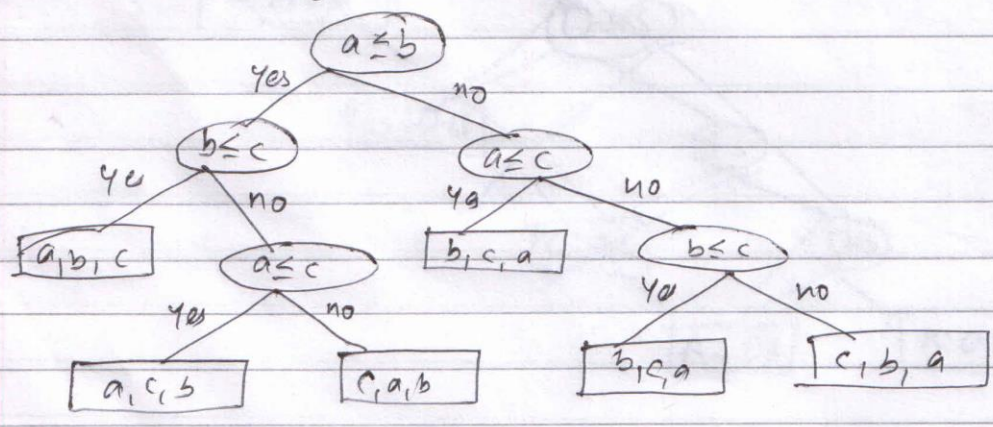 a ≤ b
yes no
b ≤ c a ≤ c
yes no yes no
a, b, c a ≤ c b, c, a b ≤ c
yes no yes no
a, c, b c, a, b b, c, a c, b, a